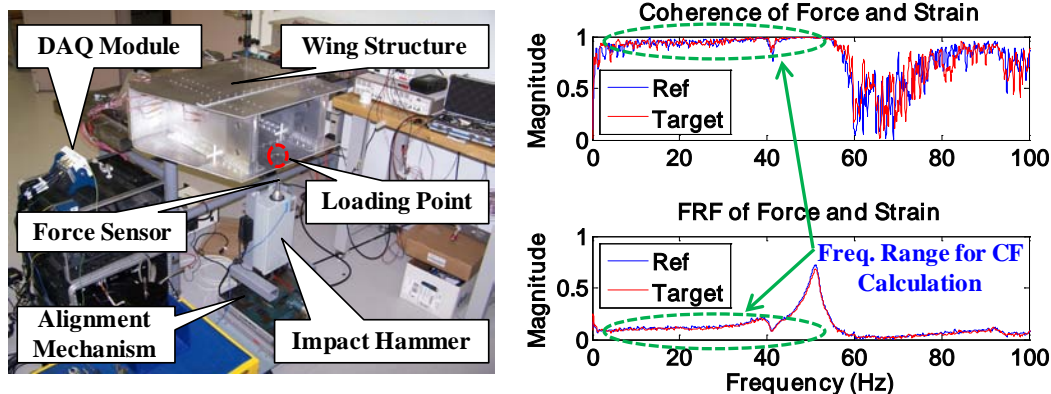 DAQ Module
Wing Structure
Loading Point
Force Sensor
Alignment
Mechanism
Impact Hammer
Coherence of Force and Strain
Magnitude
1
0.5
0
Ref
Target
0 20 40 60 80 100
FRF of Force and Strain
Magnitude
1
0.5
0
Ref
Target
Freq. Range for CF
Calculation
0 20 40 60 80 100
Frequency (Hz)